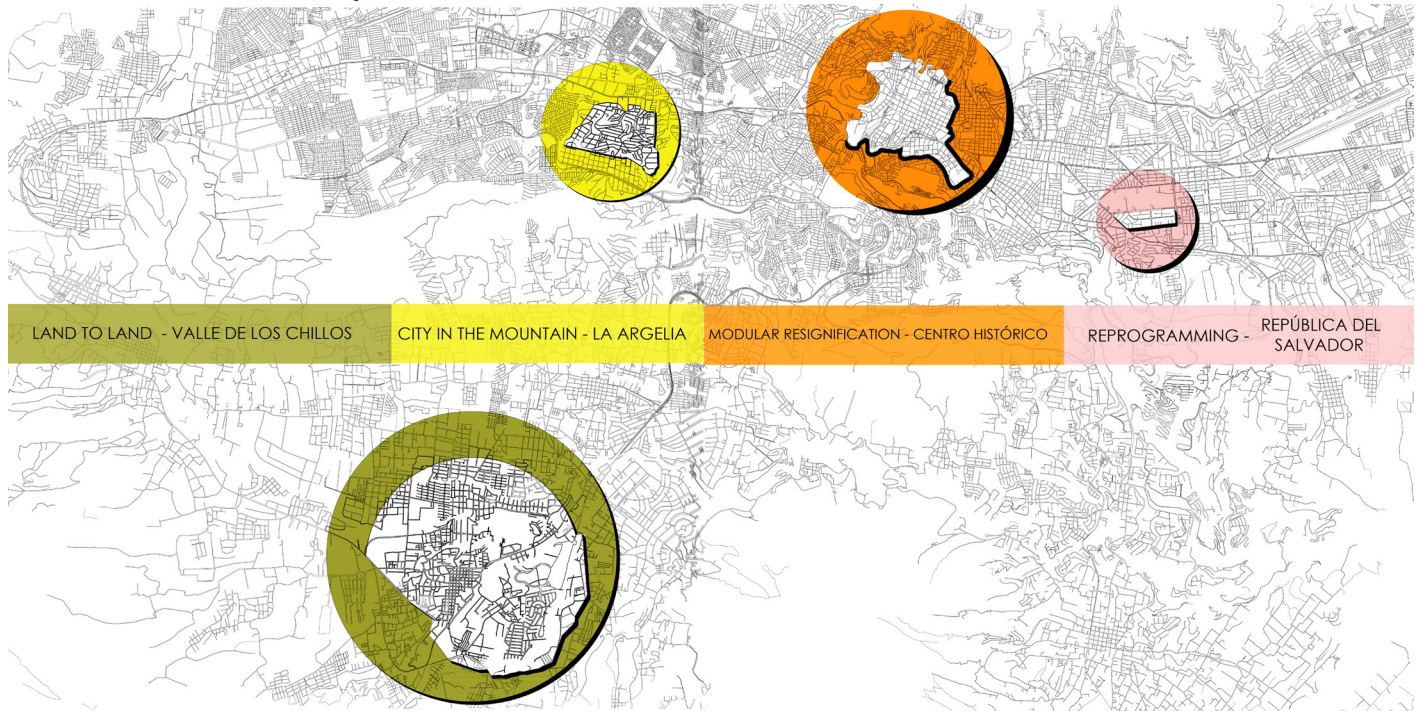 LAND TO LAND - VALLE DE LOS CHILLOS
CITY IN THE MOUNTAIN - LA ARGELIA
MODULAR RESIGNIFICATION - CENTRO HISTÓRICO
REPROGRAMMING - REPÚBLICA DEL
SALVADOR